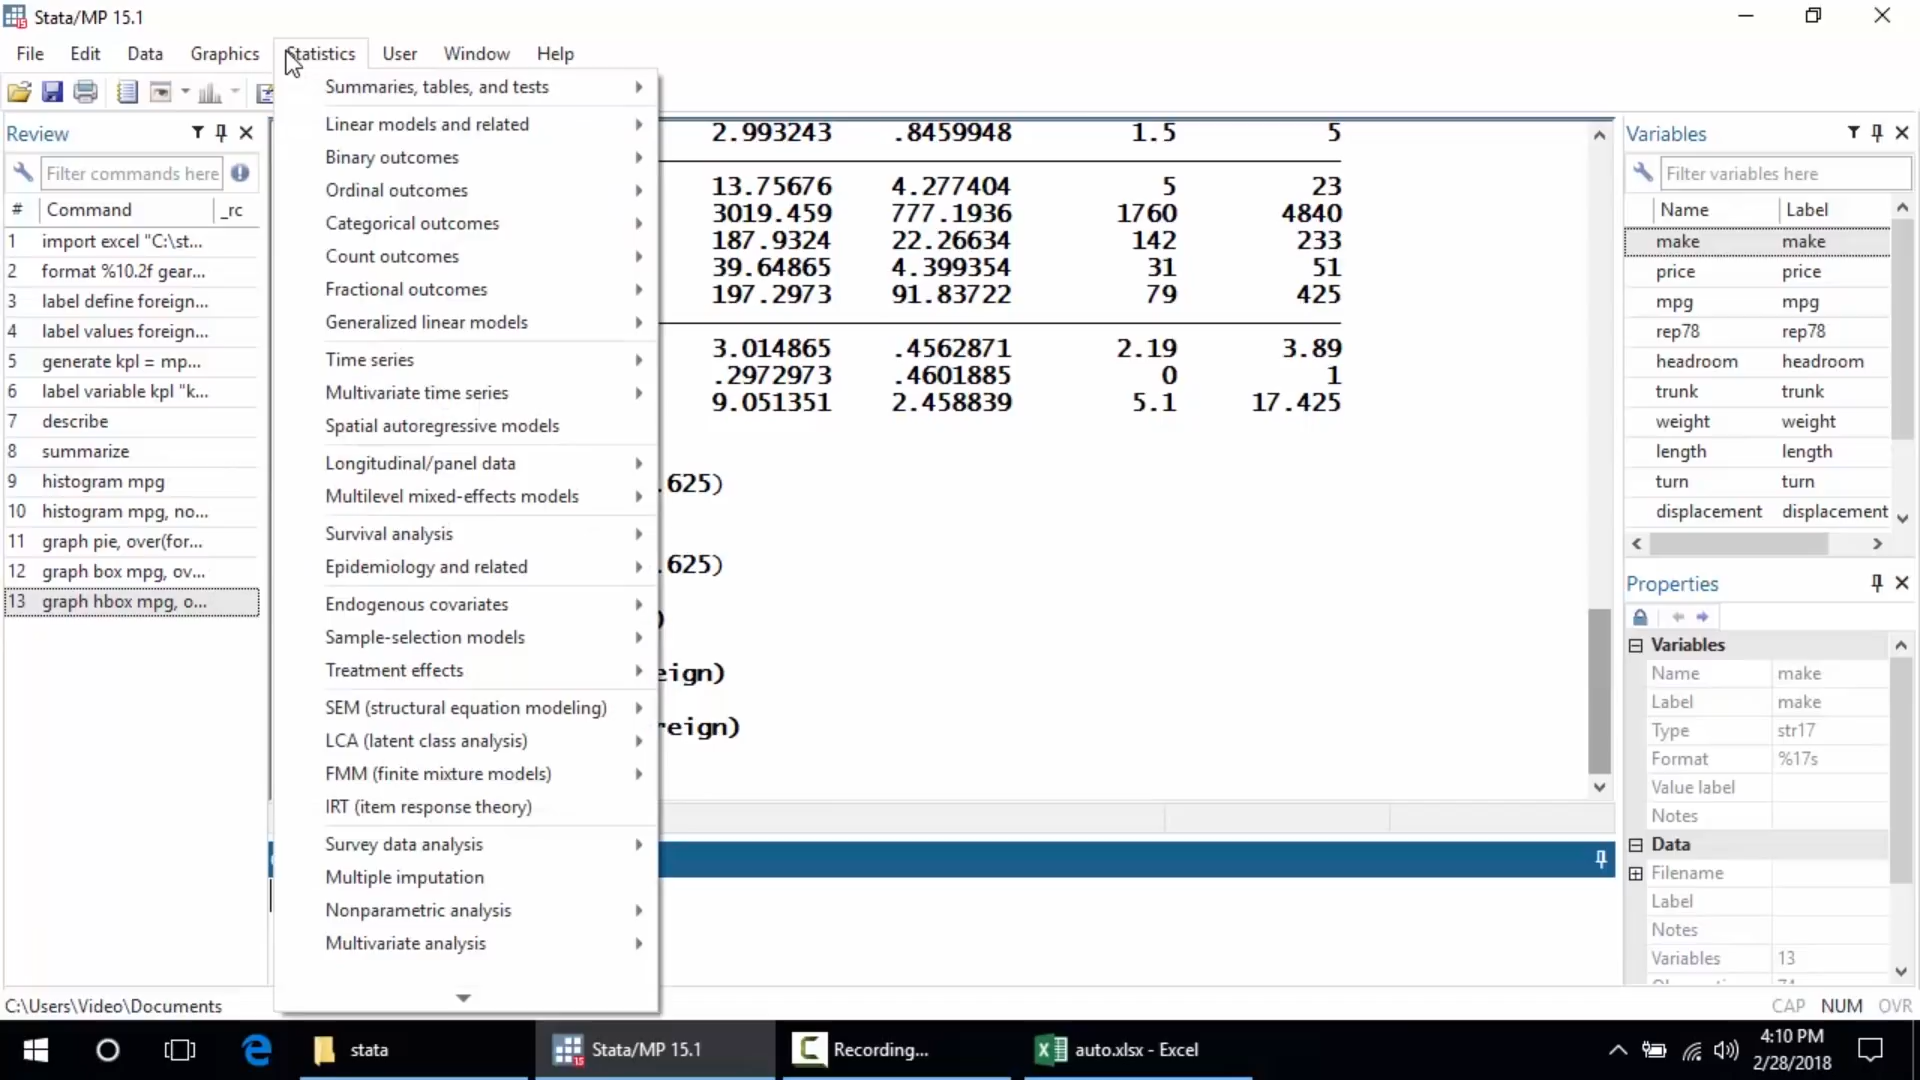 Stata/MP 15.1
File Edit Data Graphics Statistics User Window Help
Review
Filter commands here
# Command _rc
1 import excel "C:\st...
2 format %10.2f gear...
3 label define foreign...
4 label values foreign...
5 generate kpl = mp...
6 label variable kpl "k...
7 describe
8 summarize
9 histogram mpg
10 histogram mpg, no...
11 graph pie, over(for...
12 graph box mpg, ov...
13 graph hbox mpg, o...
Summaries, tables, and tests
Linear models and related
Binary outcomes
Ordinal outcomes
Categorical outcomes
Count outcomes
Fractional outcomes
Generalized linear models
Time series
Multivariate time series
Spatial autoregressive models
Longitudinal/panel data
Multilevel mixed-effects models
Survival analysis
Epidemiology and related
Endogenous covariates
Sample-selection models
Treatment effects
SEM (structural equation modeling)
LCA (latent class analysis)
FMM (finite mixture models)
IRT (item response theory)
Survey data analysis
Multiple imputation
Nonparametric analysis
Multivariate analysis
2.993243 .8459948 1.5 5
13.75676 4.277404 5 23
3019.459 777.1936 1760 4840
187.9324 22.26634 142 233
39.64865 4.399354 31 51
197.2973 91.83722 79 425
3.014865 .4562871 2.19 3.89
.2972973 .4601885 0 1
9.051351 2.458839 5.1 17.425
.625)
.625)
)
eign)
reign)
Variables
Filter variables here
Name Label
make make
price price
mpg mpg
rep78 rep78
headroom headroom
trunk trunk
weight weight
length length
turn turn
displacement displacement
Properties
Variables
Name make
Label make
Type str17
Format %17s
Value label
Notes
Data
Filename
Label
Notes
Variables 13
C:\Users\Video\Documents
CAP NUM OVR
stata
Stata/MP 15.1
Recording...
auto.xlsx - Excel
4:10 PM
2/28/2018